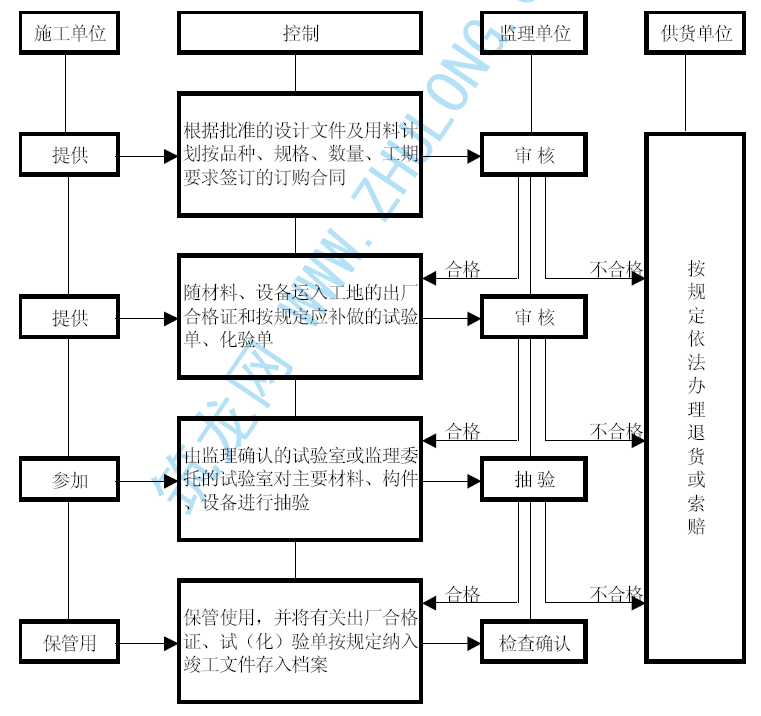 施工单位
控制
监理单位
供货单位
提供
根据批准的设计文件及用料计
划按品种、规格、数量、工期
要求签订的订购合同
审 核
合格
不合格
提供
随材料、设备运入工地的出厂
合格证和按规定应补做的试验
单、化验单
审 核
合格
不合格
参加
由监理确认的试验室或监理委
托的试验室对主要材料、构件
、设备进行抽验
抽 验
合格
不合格
保管用
保管使用，并将有关出厂合格
证、试（化）验单按规定纳入
竣工文件存入档案
检查确认
按
规
定
依
法
办
理
退
货
或
索
赔
筑龙网 WWW.ZHULONG.